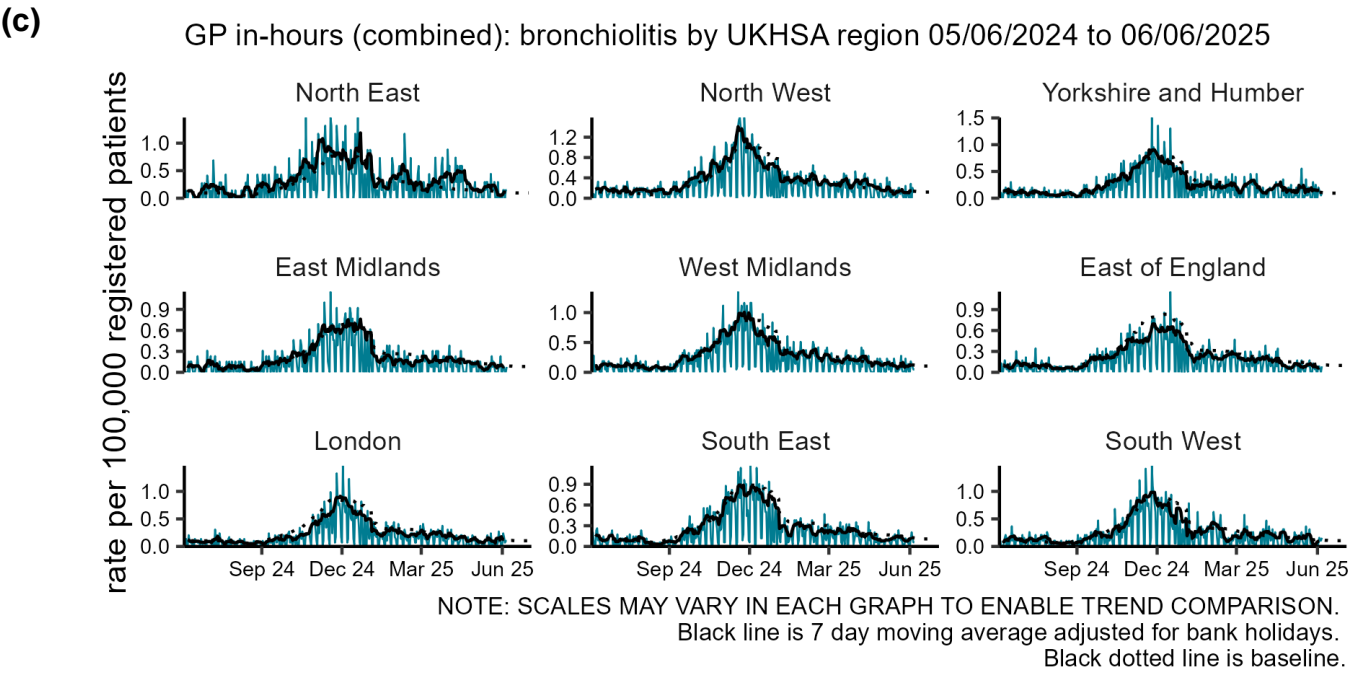 (c)
GP in-hours (combined): bronchiolitis by UKHSA region 05/06/2024 to 06/06/2025
rate per 100,000 registered patients
North East
1.0
0.5
0.0
North West
1.2
0.8
0.4
0.0
Yorkshire and Humber
1.5
1.0
0.5
0.0
East Midlands
0.9
0.6
0.3
0.0
West Midlands
1.0
0.5
0.0
East of England
0.9
0.6
0.3
0.0
London
1.0
0.5
0.0
Sep 24 Dec 24 Mar 25 Jun 25
South East
0.9
0.6
0.3
0.0
Sep 24 Dec 24 Mar 25 Jun 25
South West
1.0
0.5
0.0
Sep 24 Dec 24 Mar 25 Jun 25
NOTE: SCALES MAY VARY IN EACH GRAPH TO ENABLE TREND COMPARISON.
Black line is 7 day moving average adjusted for bank holidays.
Black dotted line is baseline.